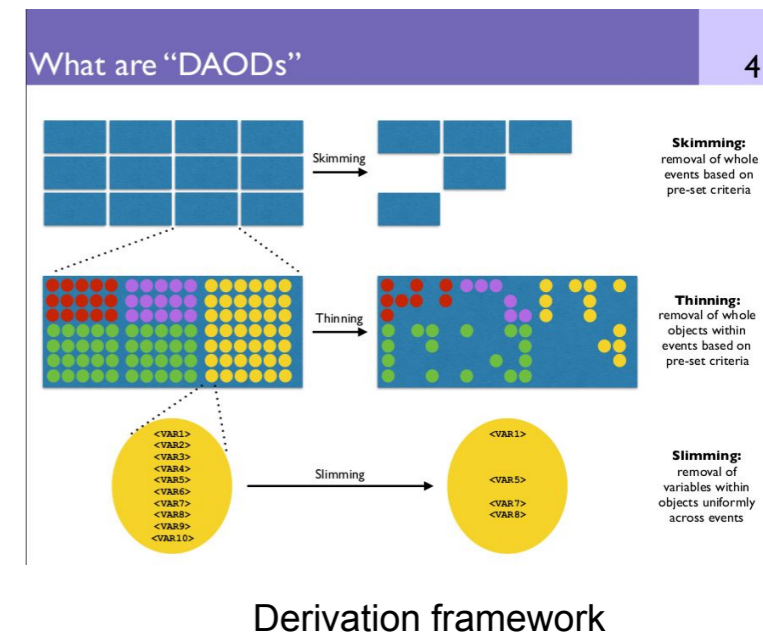 What are “DAODs”
4
Skimming
Skimming:
removal of whole
events based on
pre-set criteria
Thinning
Thinning:
removal of whole
objects within
events based on
pre-set criteria
<VAR1>
<VAR2>
<VAR3>
<VAR4>
<VAR5>
<VAR6>
<VAR7>
<VAR8>
<VAR9>
<VAR10>
Slimming
<VAR1>
<VAR5>
<VAR7>
<VAR8>
Slimming:
removal of
variables within
objects uniformly
across events
Derivation framework